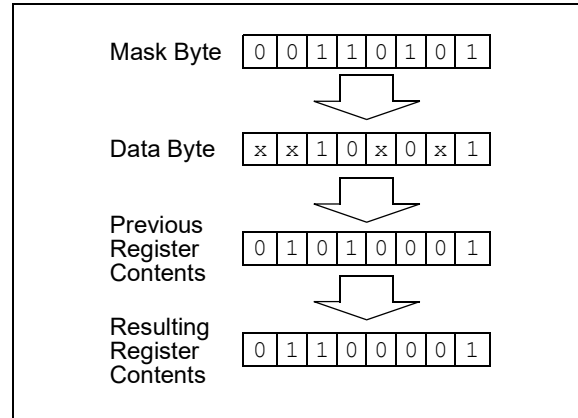 Mask Byte 0 0 1 1 0 1 0 1
Data Byte x x 1 0 x 0 x 1
Previous
Register 0 1 0 1 0 0 0 1
Contents
Resulting
Register 0 1 1 0 0 0 0 1
Contents